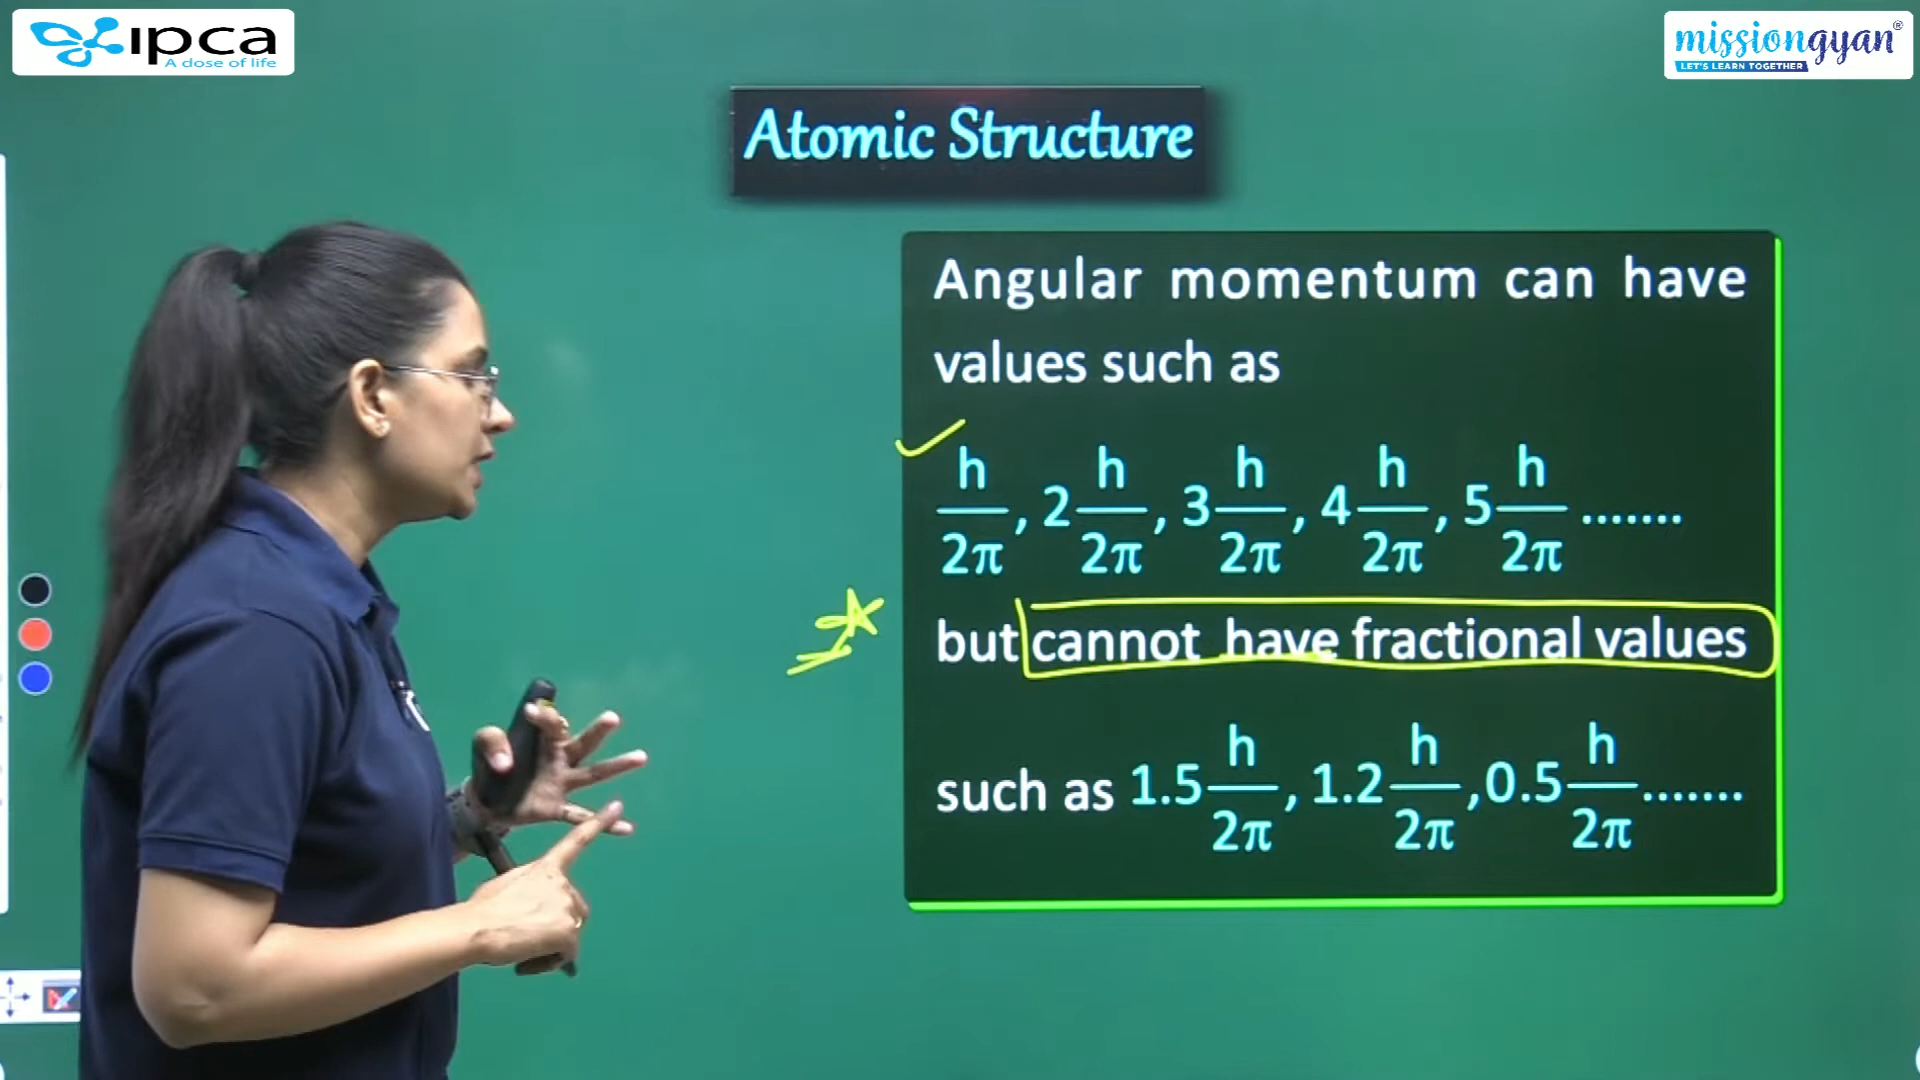 ipca
A dose of life
missiongyan®
LET'S LEARN TOGETHER
Atomic Structure
Angular momentum can have
values such as
h/2π, 2 h/2π, 3 h/2π, 4 h/2π, 5 h/2π .......
but cannot have fractional values
such as 1.5 h/2π, 1.2 h/2π, 0.5 h/2π .......